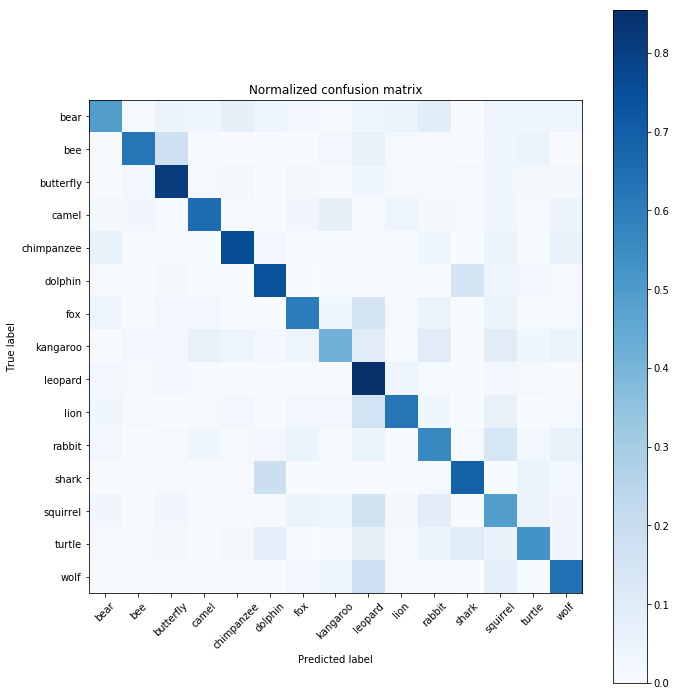 Normalized confusion matrix
True label
bear
bee
butterfly
camel
chimpanzee
dolphin
fox
kangaroo
leopard
lion
rabbit
shark
squirrel
turtle
wolf
bear
bee
butterfly
camel
chimpanzee
dolphin
fox
kangaroo
leopard
lion
rabbit
shark
squirrel
turtle
wolf
Predicted label
0.8
0.7
0.6
0.5
0.4
0.3
0.2
0.1
0.0